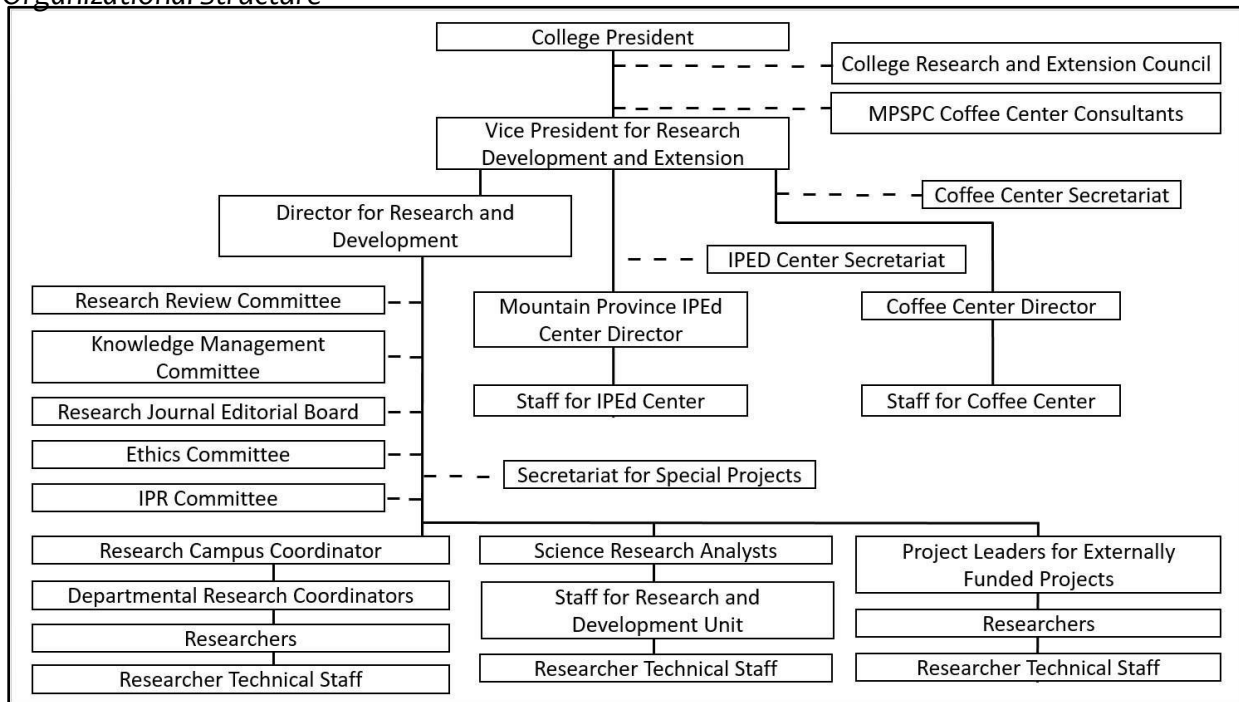 Organizational Structure
College President
College Research and Extension Council
MPSPC Coffee Center Consultants
Vice President for Research
Development and Extension
Coffee Center Secretariat
Director for Research and
Development
IPED Center Secretariat
Research Review Committee
Mountain Province IPEd
Center Director
Coffee Center Director
Knowledge Management
Committee
Research Journal Editorial Board
Staff for IPEd Center
Staff for Coffee Center
Ethics Committee
Secretariat for Special Projects
IPR Committee
Research Campus Coordinator
Science Research Analysts
Project Leaders for Externally
Funded Projects
Departmental Research Coordinators
Staff for Research and
Development Unit
Researchers
Researchers
Researcher Technical Staff
Researcher Technical Staff
Researcher Technical Staff